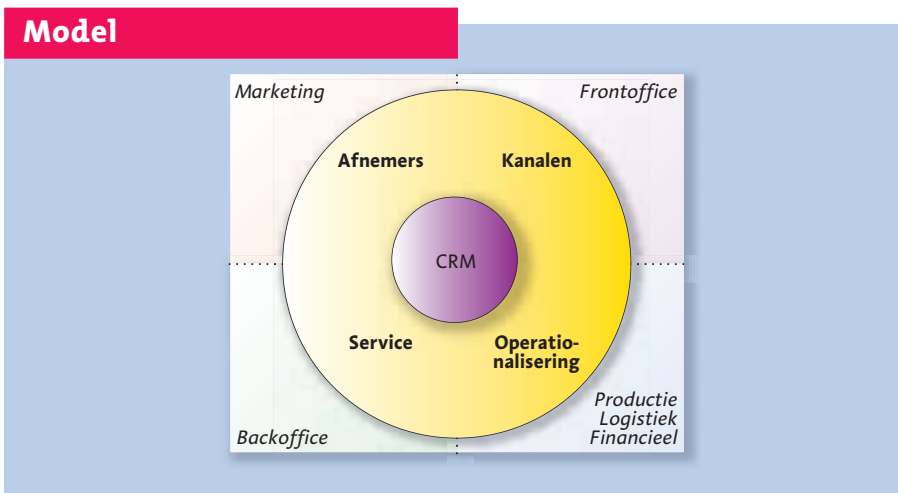 Model
Marketing
Frontoffice
Afnemers
Kanalen
CRM
Service
Operatio-
nalisering
Backoffice
Productie
Logistiek
Financieel